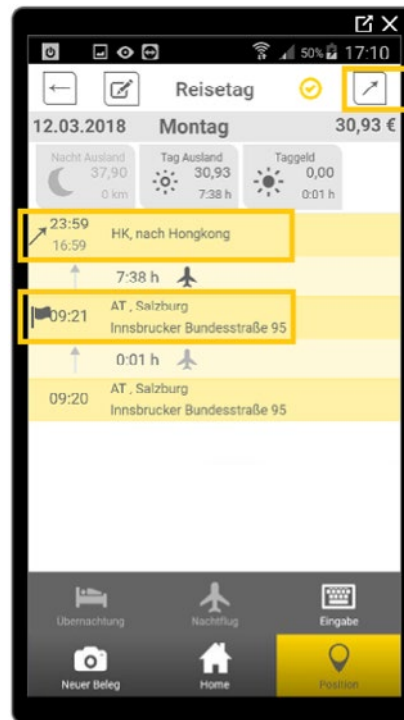 50% 17:10
Reisetag
12.03.2018 Montag 30,93 €
Nacht Ausland
37,90
0 km
Tag Ausland
30,93
7:38 h
Taggeld
0,00
0:01 h
23:59
16:59
HK, nach Hongkong
7:38 h
09:21
AT , Salzburg
Innsbrucker Bundesstraße 95
0:01 h
09:20
AT , Salzburg
Innsbrucker Bundesstraße 95
Übernachtung Nachtflug Eingabe
Neuer Beleg Home Position